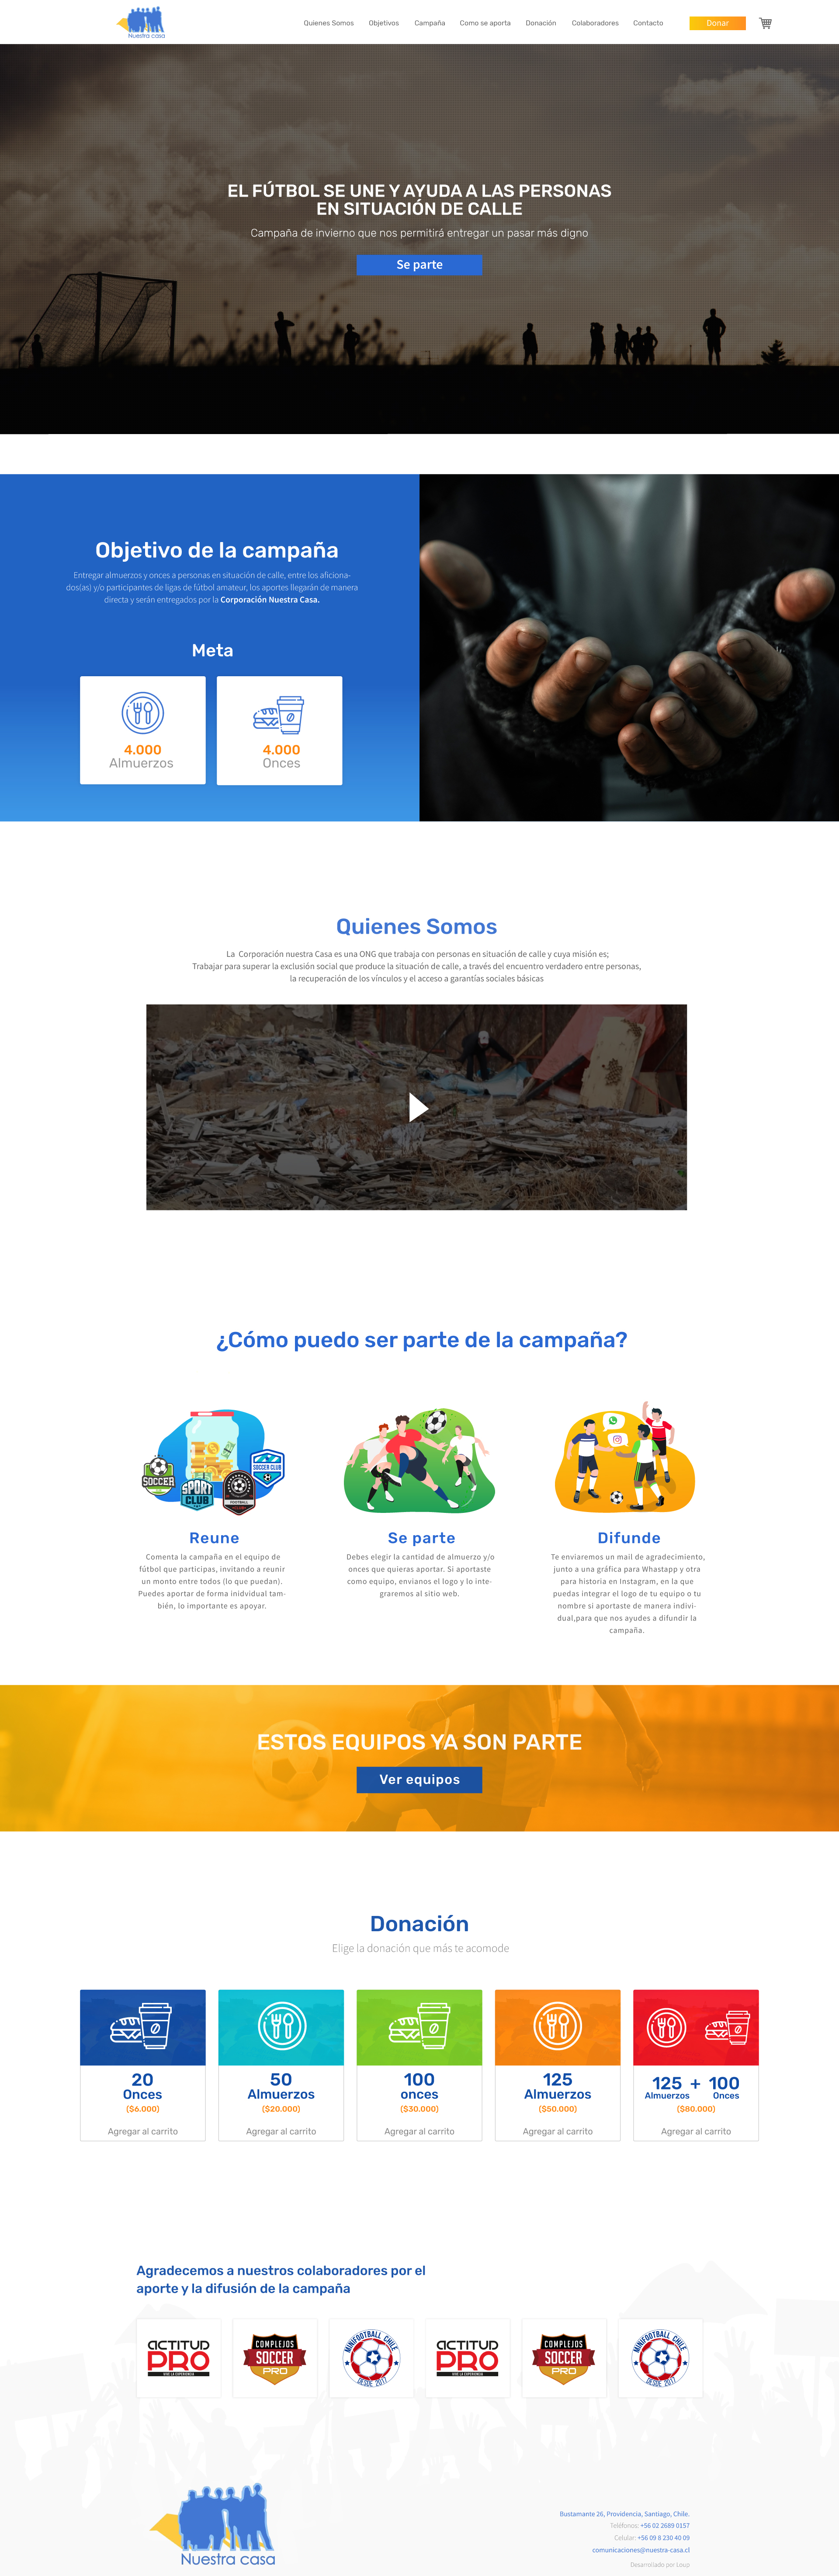 Nuestra casa
Quienes Somos
Objetivos
Campaña
Como se aporta
Donación
Colaboradores
Contacto
Donar
EL FÚTBOL SE UNE Y AYUDA A LAS PERSONAS
EN SITUACIÓN DE CALLE
Campaña de invierno que nos permitirá entregar un pasar más digno
Se parte
Objetivo de la campaña
Entregar almuerzos y onces a personas en situación de calle, entre los aficiona-
dos(as) y/o participantes de ligas de fútbol amateur, los aportes llegarán de manera
directa y serán entregados por la Corporación Nuestra Casa.
Meta
4.000
Almuerzos
4.000
Onces
Quienes Somos
La Corporación nuestra Casa es una ONG que trabaja con personas en situación de calle y cuya misión es;
Trabajar para superar la exclusión social que produce la situación de calle, a través del encuentro verdadero entre personas,
la recuperación de los vínculos y el acceso a garantías sociales básicas
¿Cómo puedo ser parte de la campaña?
SOCCER
SPORT
CLUB
FOOTBALL
SOCCER CLUB
Reune
Comenta la campaña en el equipo de
fútbol que participas, invitando a reunir
un monto entre todos (lo que puedan).
Puedes aportar de forma inidvidual tam-
bién, lo importante es apoyar.
Se parte
Debes elegir la cantidad de almuerzo y/o
onces que quieras aportar. Si aportaste
como equipo, envianos el logo y lo inte-
graremos al sitio web.
Difunde
Te enviaremos un mail de agradecimiento,
junto a una gráfica para Whastapp y otra
para historia en Instagram, en la que
puedas integrar el logo de tu equipo o tu
nombre si aportaste de manera indivi-
dual,para que nos ayudes a difundir la
campaña.
ESTOS EQUIPOS YA SON PARTE
Ver equipos
Donación
Elige la donación que más te acomode
20
Onces
($6.000)
Agregar al carrito
50
Almuerzos
($20.000)
Agregar al carrito
100
onces
($30.000)
Agregar al carrito
125
Almuerzos
($50.000)
Agregar al carrito
125 + 100
Almuerzos Onces
($80.000)
Agregar al carrito
Agradecemos a nuestros colaboradores por el
aporte y la difusión de la campaña
ACTITUD
PRO
VIVE LA EXPERIENCIA
COMPLEJOS
SOCCER
PRO
MINIFOOTBALL CHILE
DESDE 2017
ACTITUD
PRO
VIVE LA EXPERIENCIA
COMPLEJOS
SOCCER
PRO
MINIFOOTBALL CHILE
DESDE 2017
Nuestra casa
Bustamante 26, Providencia, Santiago, Chile.
Teléfonos: +56 02 2689 0157
Celular: +56 09 8 230 40 09
comunicaciones@nuestra-casa.cl
Desarrollado por Loup